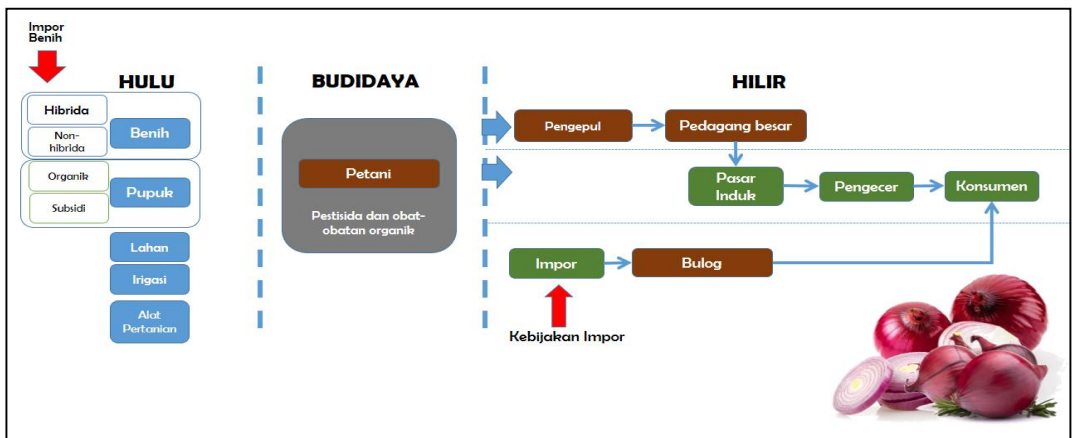 Impor
Benih
HULU
Hibrida
Non-
hibrida
Benih
Organik
Subsidi
Pupuk
Lahan
Irigasi
Alat
Pertanian
BUDIDAYA
Petani
Pestisida dan obat-
obatan organik
HILIR
Pengepul
Pedagang besar
Pasar
Induk
Pengecer
Konsumen
Impor
Bulog
Kebijakan Impor